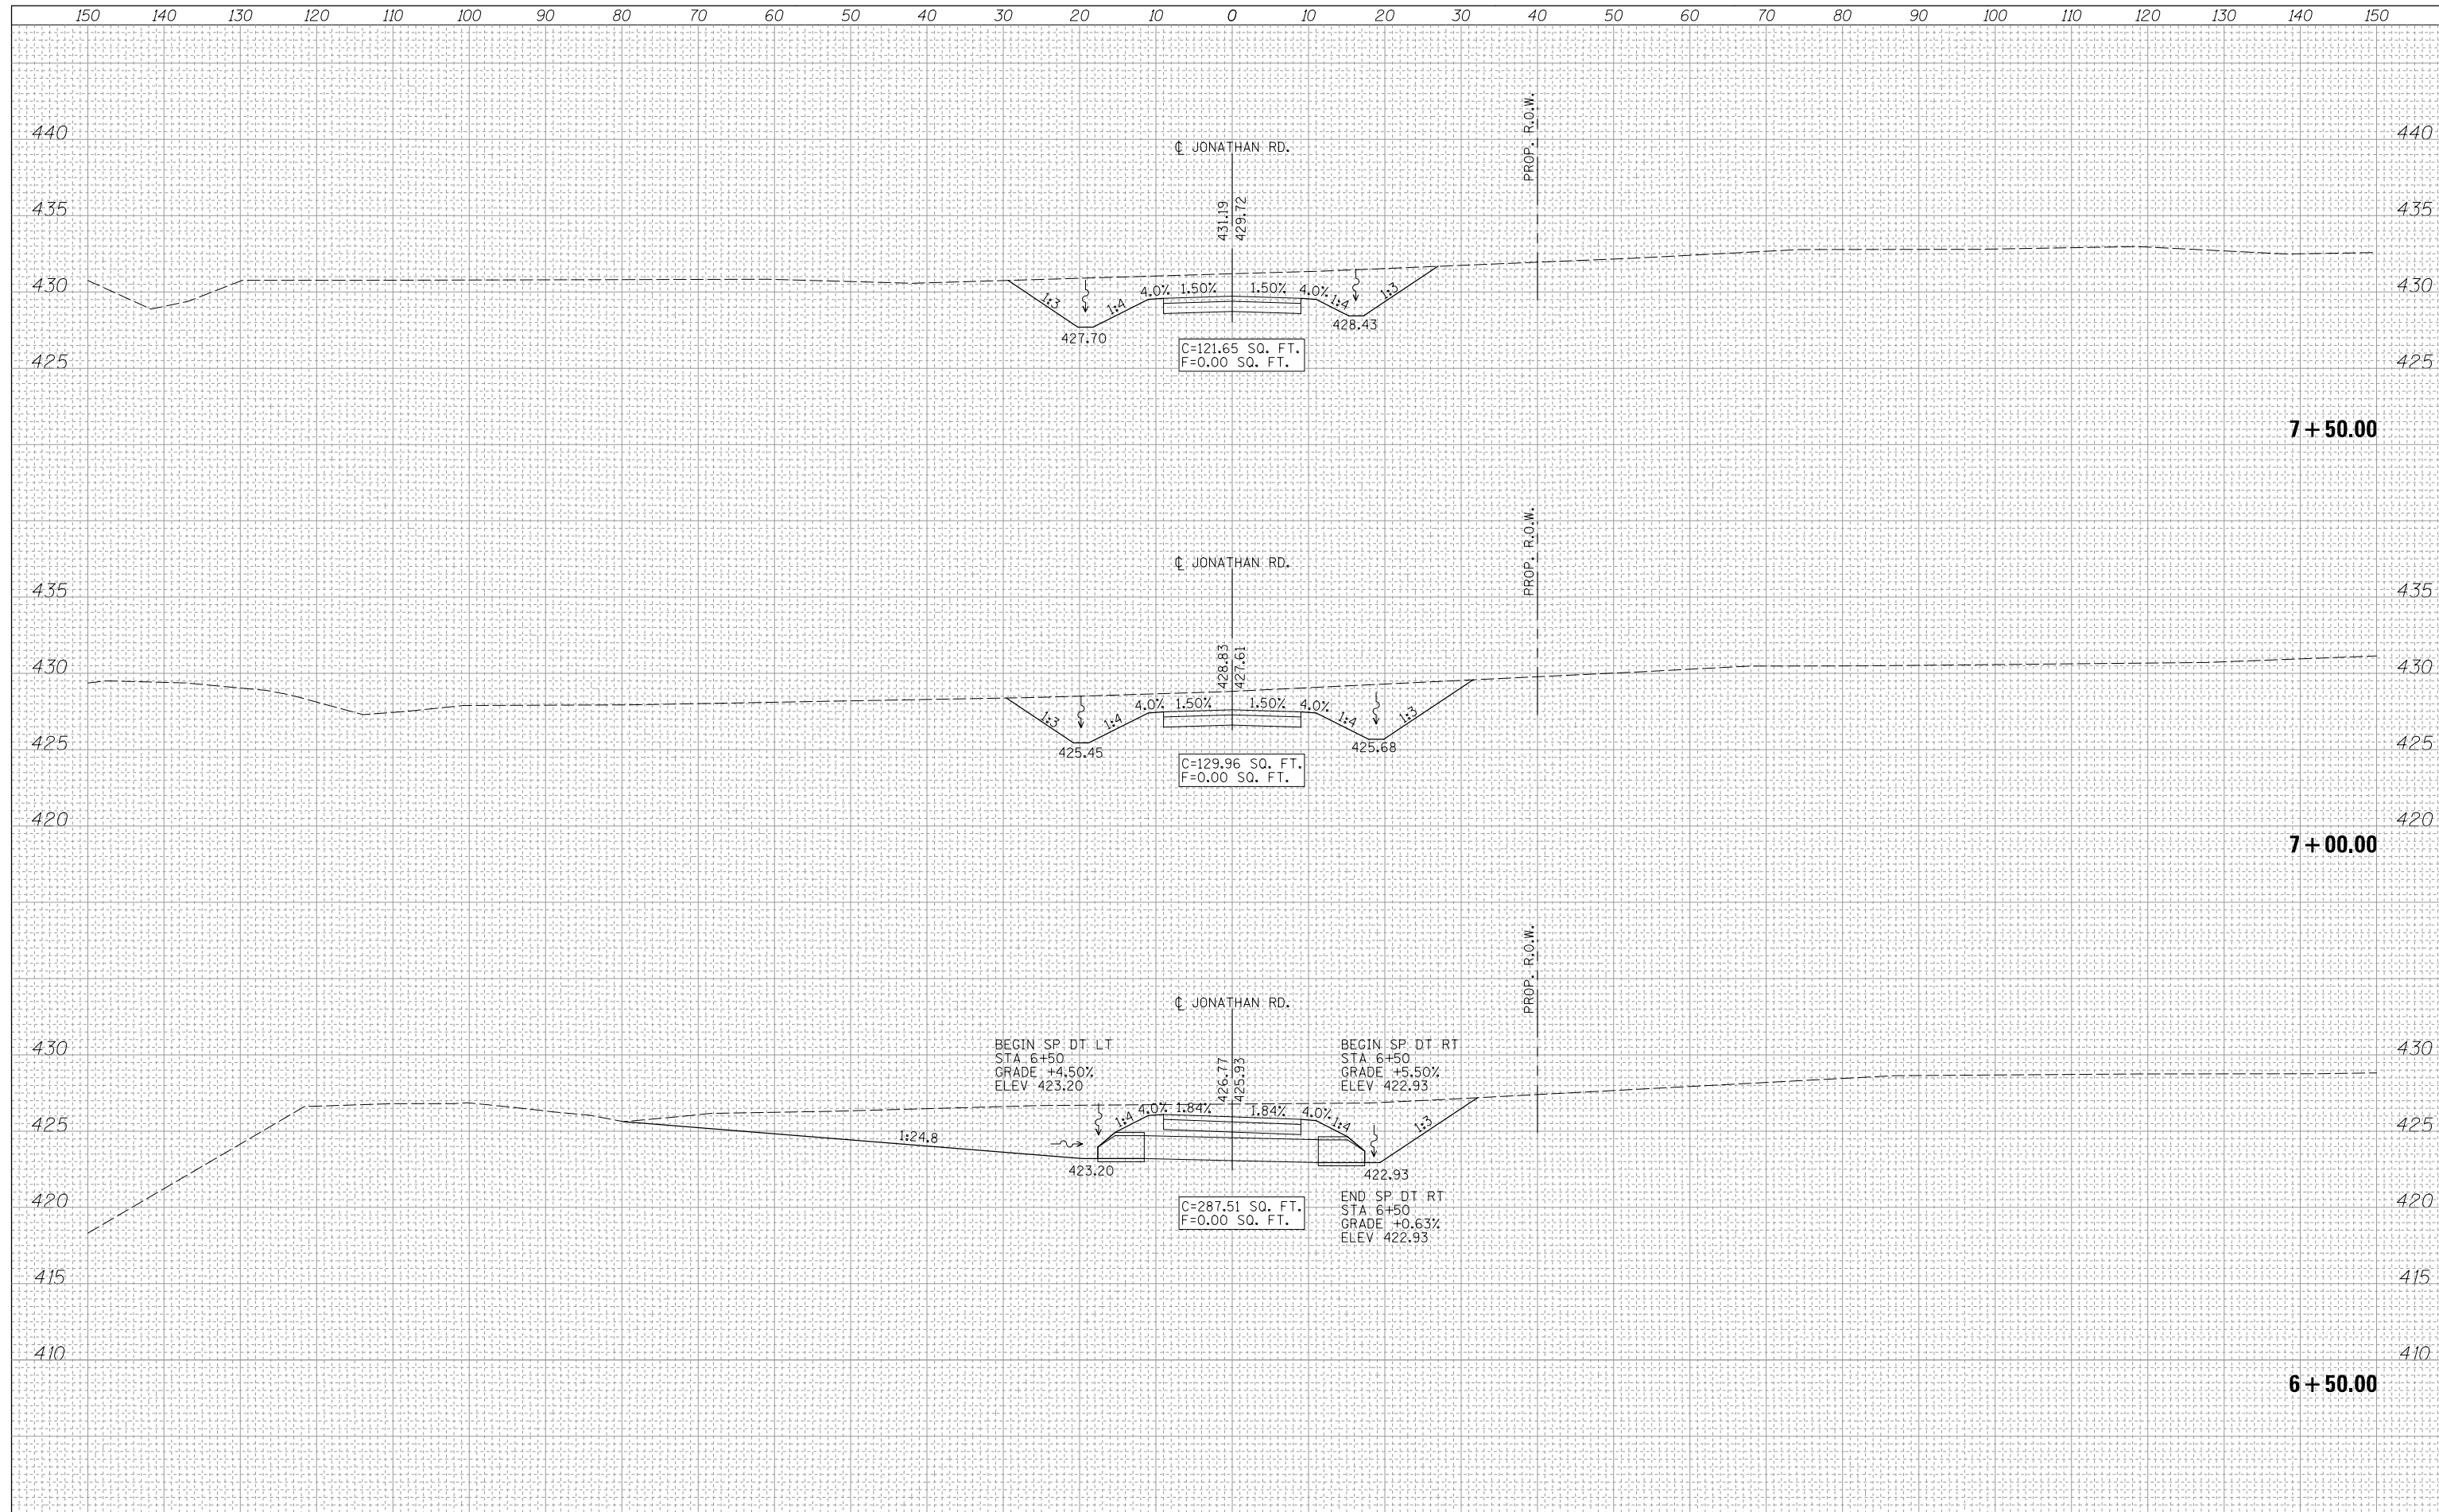 150 140 130 120 110 100 90 80 70 60 50 40 30 20 10 0 10 20 30 40 50 60 70 80 90 100 110 120 130 140 150
PROP. R.O.W.
440 440
℄ JONATHAN RD.
435 435
431.19
429.72
430 430
1:3 1:4 4.0% 1.50% 1.50% 4.0% 1:4 1:3
427.70 428.43
C=121.65 SQ. FT.
F=0.00 SQ. FT.
425 425
7+50.00
PROP. R.O.W.
℄ JONATHAN RD.
435 435
428.83
427.61
430 430
1:3 1:4 4.0% 1.50% 1.50% 4.0% 1:4 1:3
425 425
425.45 425.68
C=129.96 SQ. FT.
F=0.00 SQ. FT.
420 420
7+00.00
PROP. R.O.W.
℄ JONATHAN RD.
430 430
BEGIN SP DT LT
STA 6+50
GRADE +4.50%
ELEV 423.20
426.77
425.93
BEGIN SP DT RT
STA 6+50
GRADE +5.50%
ELEV 422.93
425 425
1:24.8 1:4 4.0% 1.84% 1.84% 4.0% 1:4 1:3
423.20 422.93
420 420
C=287.51 SQ. FT.
F=0.00 SQ. FT.
END SP DT RT
STA 6+50
GRADE +0.63%
ELEV 422.93
415 415
410 410
6+50.00